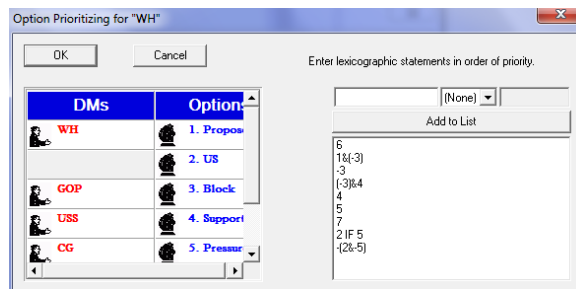 Option Prioritizing for "WH"
OK
Cancel
Enter lexicographic statements in order of priority.
(None)
Add to List
DMs
Option
WH
1. Propos
2. US
GOP
3. Block
USS
4. Support
CG
5. Pressur
6
1&(-3)
-3
(-3)&4
4
5
7
2 IF 5
-(2&-5)